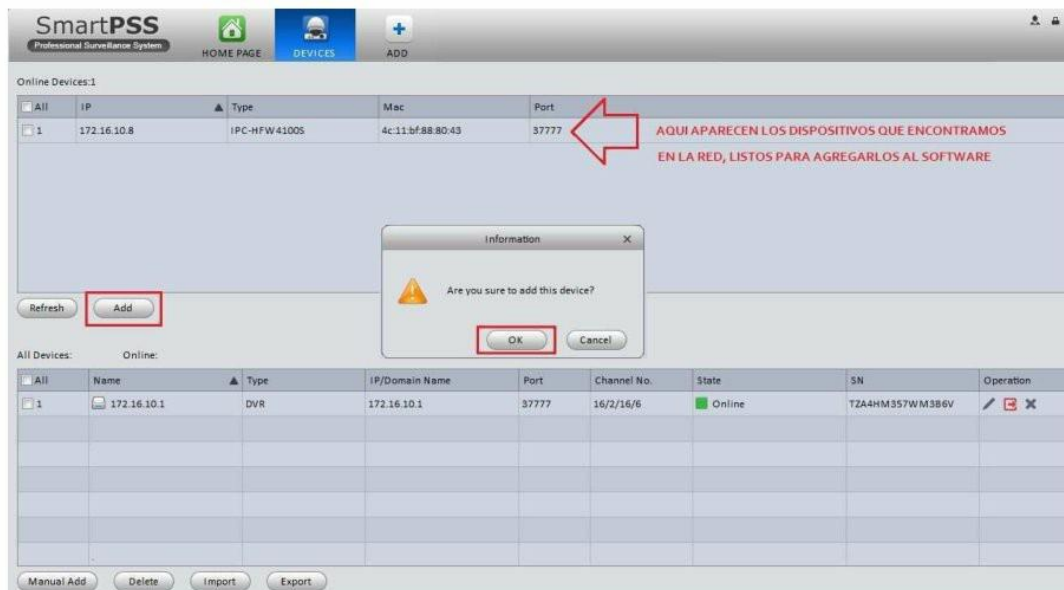 SmartPSS
Professional Surveillance System
HOME PAGE
DEVICES
ADD
Online Devices:1
All IP Type Mac Port
1 172.16.10.8 IPC-HFW4100S 4c:11:bf:88:80:43 37777
AQUI APARECEN LOS DISPOSITIVOS QUE ENCONTRAMOS
EN LA RED, LISTOS PARA AGREGARLOS AL SOFTWARE
Information
Are you sure to add this device?
OK Cancel
Refresh Add
All Devices: Online:
All Name Type IP/Domain Name Port Channel No. State SN Operation
1 172.16.10.1 DVR 172.16.10.1 37777 16/2/16/6 Online TZA4HM357WM3B6V
Manual Add Delete Import Export